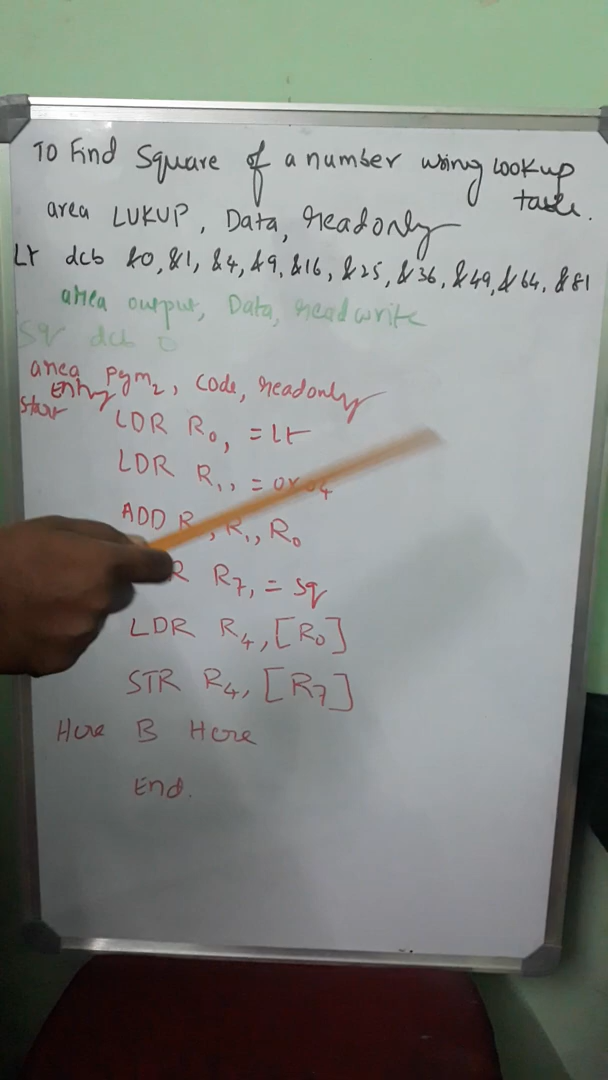 To Find Square of a number using lookup
table.
area LUKUP, Data, readonly
Lt dcb &0, &1, &4, &9, &16, &25, &36, &49, &64, &81
area output, Data, readwrite
Sq dcb 0
area pgm2, code, readonly
Entry
Start
LDR R0, =Lt
LDR R1, =0x04
ADD R , R1, R0
R R7, = Sq
LDR R4, [R0]
STR R4, [R7]
Here B Here
End.